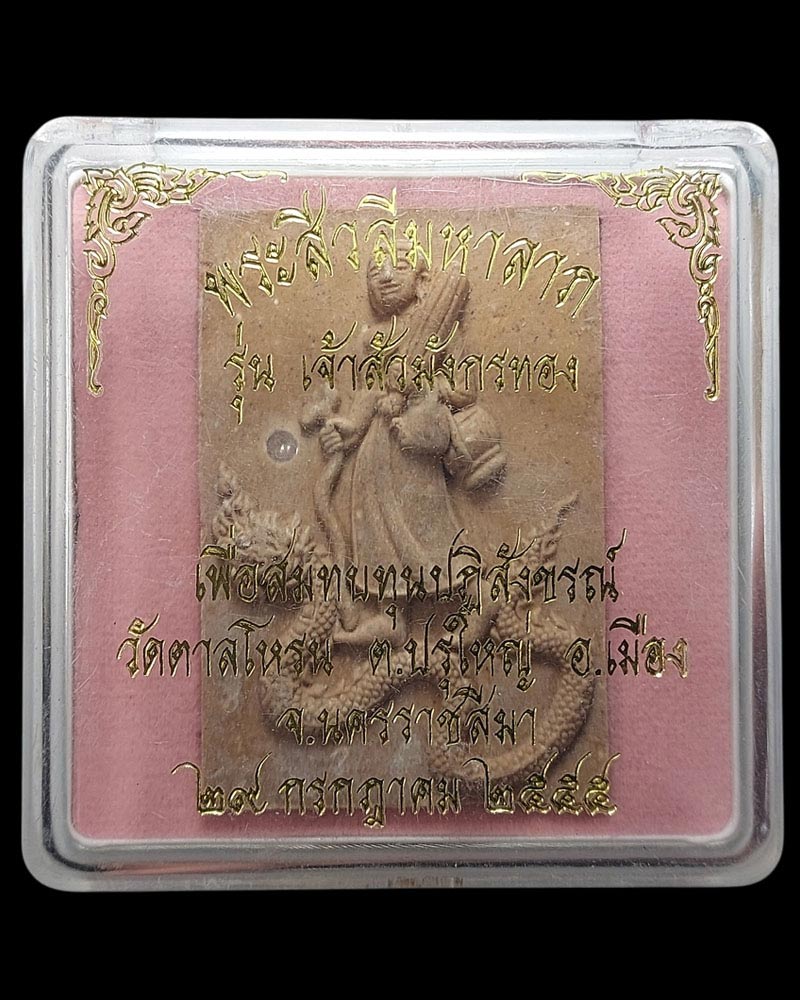 พระสิวลีมหาลาภ
รุ่น เจ้าสัวมังกรทอง
เพื่อสมทบทุนปฏิสังขรณ์
วัดตาลโหรน ต.ปรุใหญ่ อ.เมือง
จ.นครราชสีมา
๒๙ กรกฎาคม ๒๕๕๕